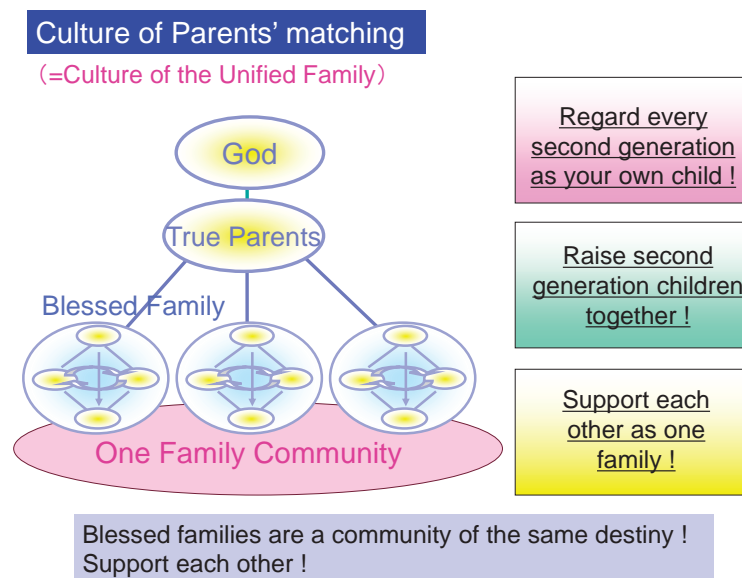 Culture of Parents’ matching
（=Culture of the Unified Family）
God
True Parents
Blessed Family
One Family Community
Regard every
second generation
as your own child !
Raise second
generation children
together !
Support each
other as one
family !
Blessed families are a community of the same destiny !
Support each other !